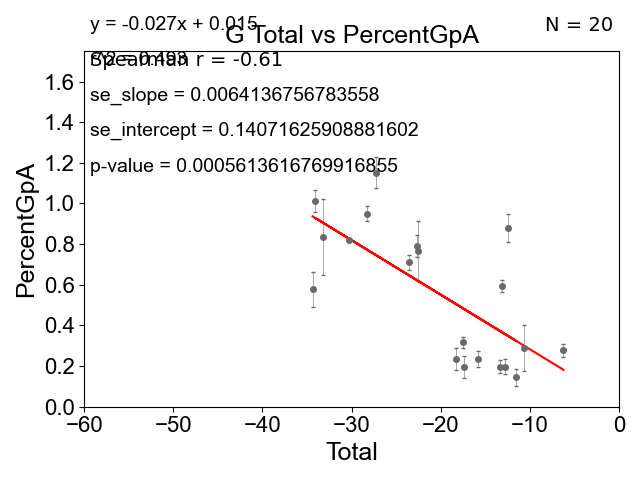 y = -0.027x + 0.015
N = 20
G Total vs PercentGpA
Spearman r = -0.61
se_slope = 0.0064136756783558
se_intercept = 0.14071625908881602
p-value = 0.0005613616769916855
1.6
1.4
1.2
1.0
0.8
0.6
0.4
0.2
0.0
PercentGpA
−60 −50 −40 −30 −20 −10 0
Total